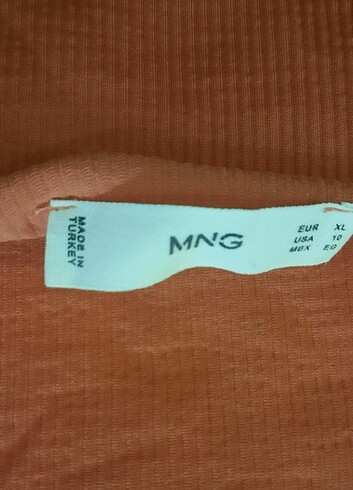 MADE IN
TURKEY
MNG
EUR XL
USA 10
MEX EG